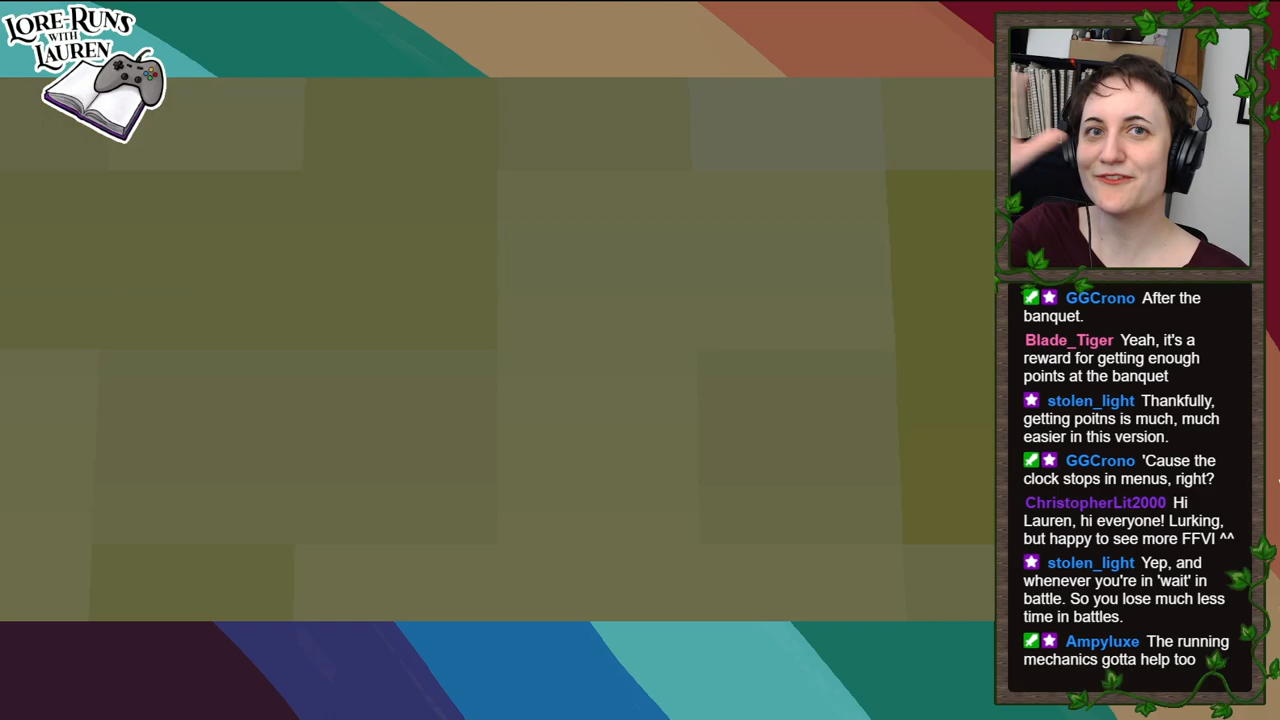 LORE-RUNS
WITH
LAUREN
GGCrono After the
banquet.
Blade_Tiger Yeah, it's a
reward for getting enough
points at the banquet
stolen_light Thankfully,
getting poitns is much, much
easier in this version.
GGCrono 'Cause the
clock stops in menus, right?
ChristopherLit2000 Hi
Lauren, hi everyone! Lurking,
but happy to see more FFVI ^^
stolen_light Yep, and
whenever you're in 'wait' in
battle. So you lose much less
time in battles.
Ampyluxe The running
mechanics gotta help too